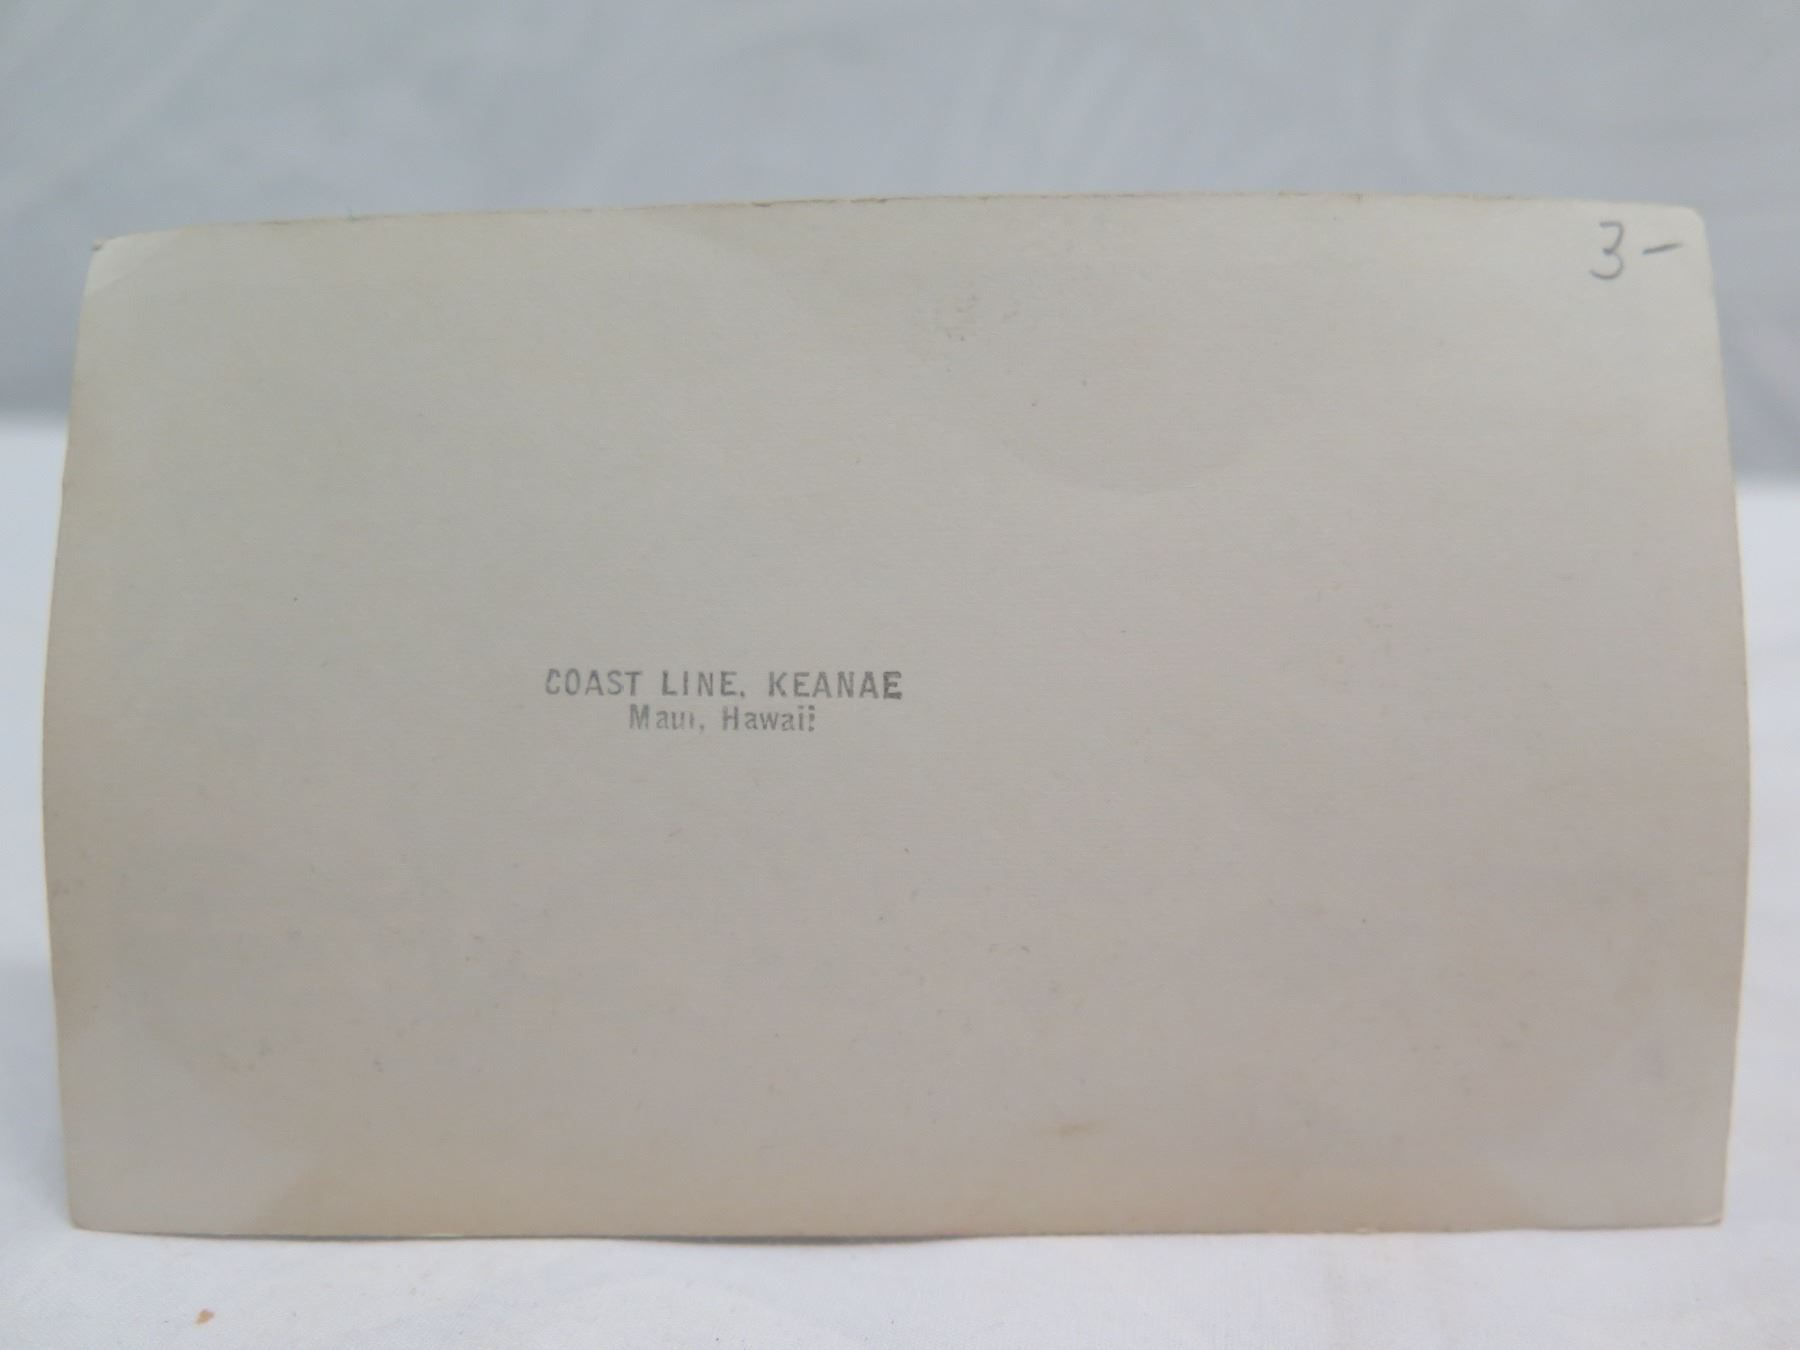 3-
COAST LINE, KEANAE
Maui, Hawaii